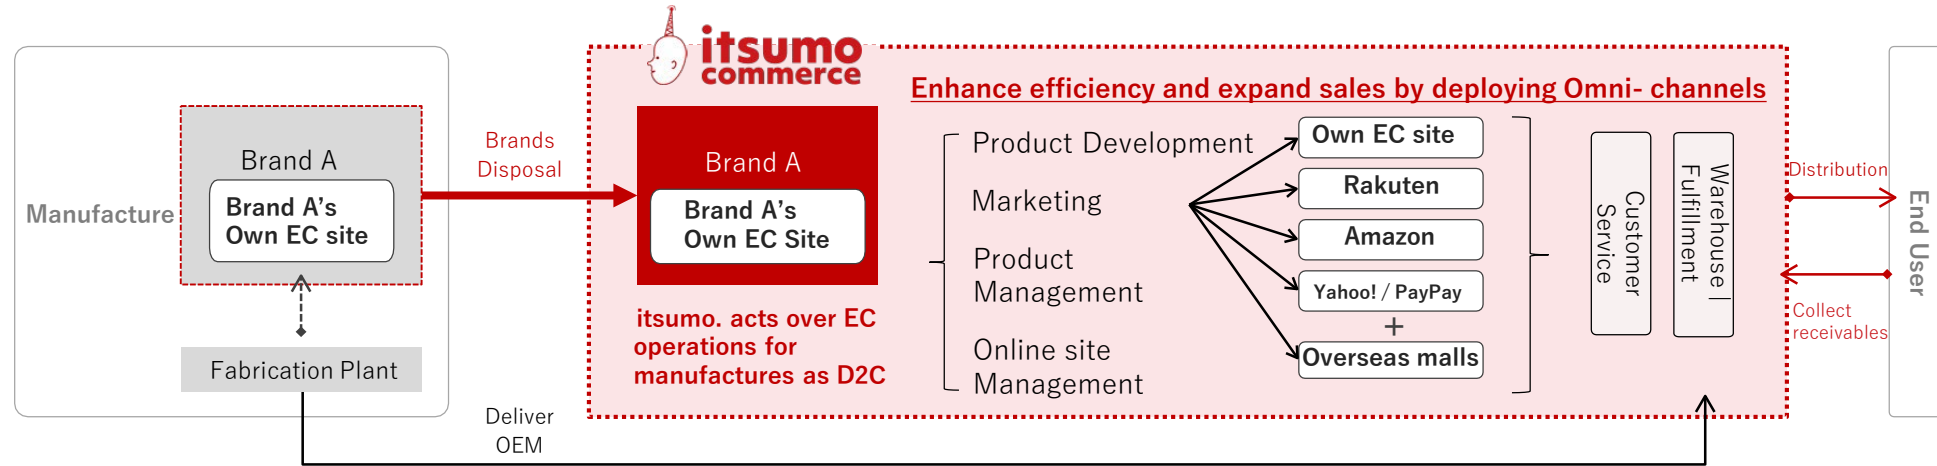 itsumo
commerce
Enhance efficiency and expand sales by deploying Omni- channels
Manufacture
Brand A
Brand A's
Own EC site
Fabrication Plant
Brands
Disposal
Deliver
OEM
Brand A
Brand A's
Own EC Site
itsumo. acts over EC
operations for
manufactures as D2C
Product Development
Marketing
Product
Management
Online site
Management
Own EC site
Rakuten
Amazon
Yahoo! / PayPay
+
Overseas malls
Customer
Service
Warehouse |
Fulfillment
Distribution
Collect
receivables
End User